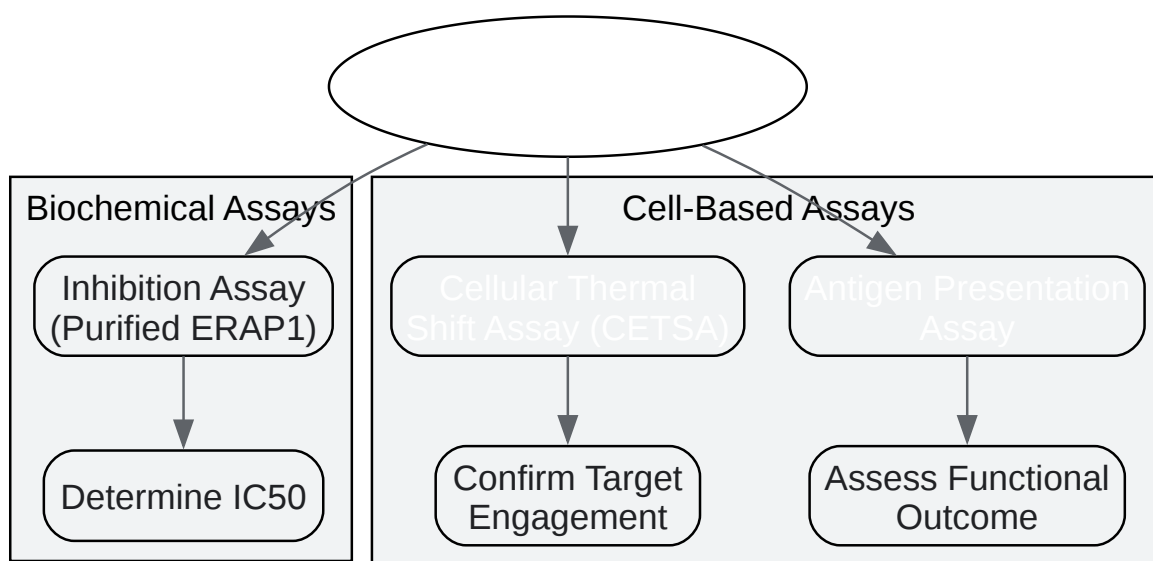 Biochemical Assays
Cell-Based Assays
Inhibition Assay
(Purified ERAP1)
Cellular Thermal
Shift Assay (CETSA)
Antigen Presentation
Assay
Determine IC50
Confirm Target
Engagement
Assess Functional
Outcome